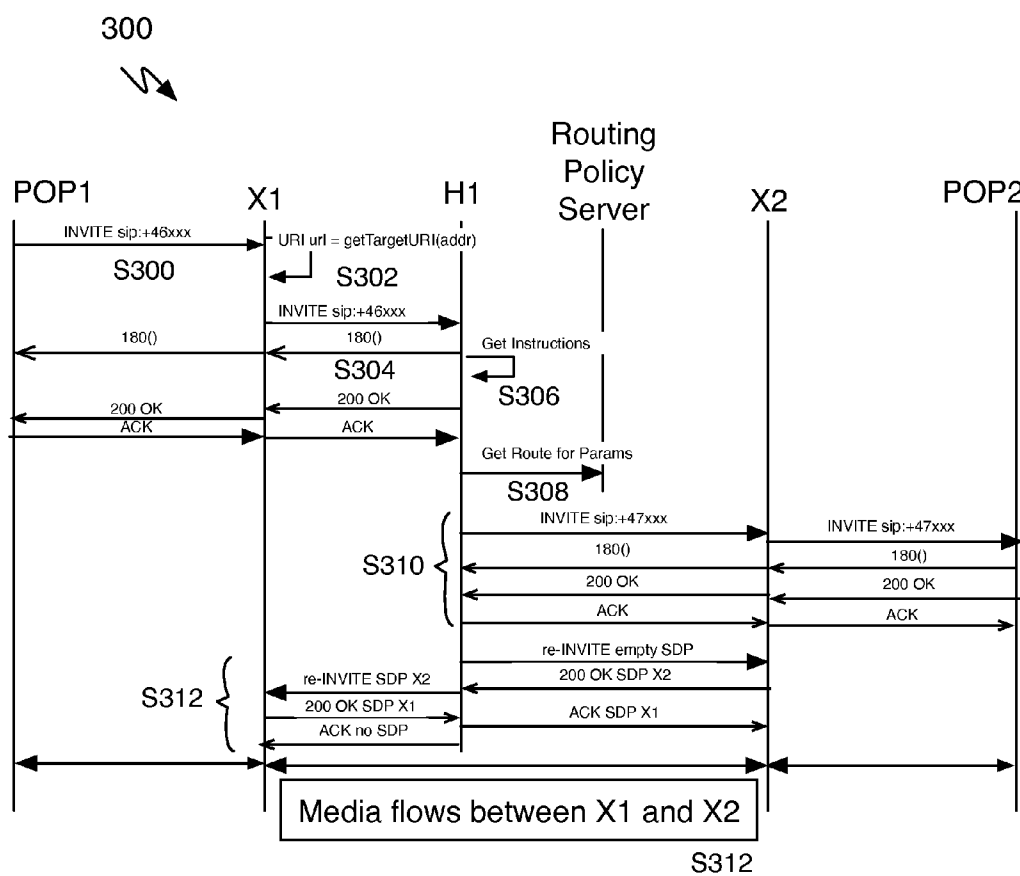 300
Routing
Policy
Server
POP1
X1
H1
X2
POP2
INVITE sip:+46xxx
URI url = getTargetURI(addr)
S300
S302
INVITE sip:+46xxx
180()
180()
Get Instructions
S304
S306
200 OK
200 OK
ACK
ACK
Get Route for Params
S308
INVITE sip:+47xxx
INVITE sip:+47xxx
180()
180()
S310
200 OK
200 OK
ACK
ACK
re-INVITE empty SDP
re-INVITE SDP X2
200 OK SDP X2
S312
200 OK SDP X1
ACK SDP X1
ACK no SDP
Media flows between X1 and X2
S312